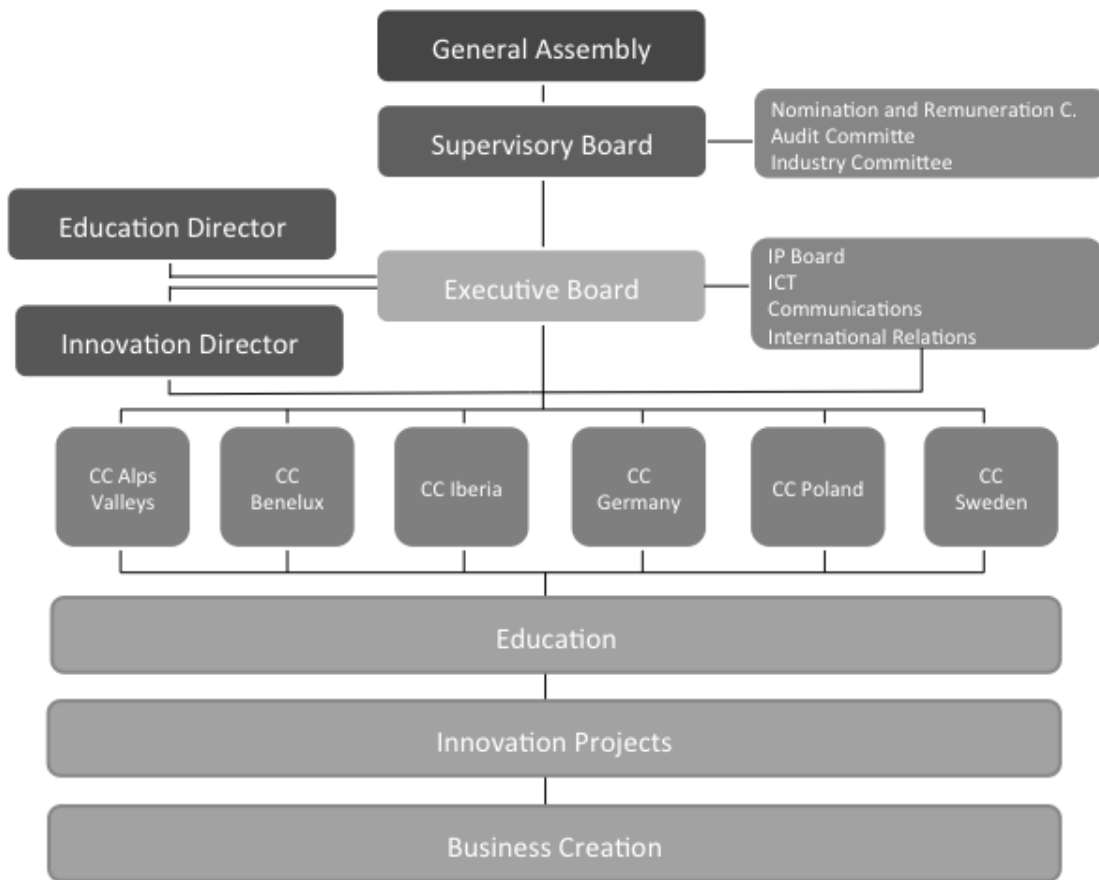 General Assembly
Supervisory Board
Nomination and Remuneration C.
Audit Committe
Industry Committee
Education Director
Executive Board
IP Board
ICT
Communications
International Relations
Innovation Director
CC Alps
Valleys
CC
Benelux
CC Iberia
CC
Germany
CC Poland
CC
Sweden
Education
Innovation Projects
Business Creation